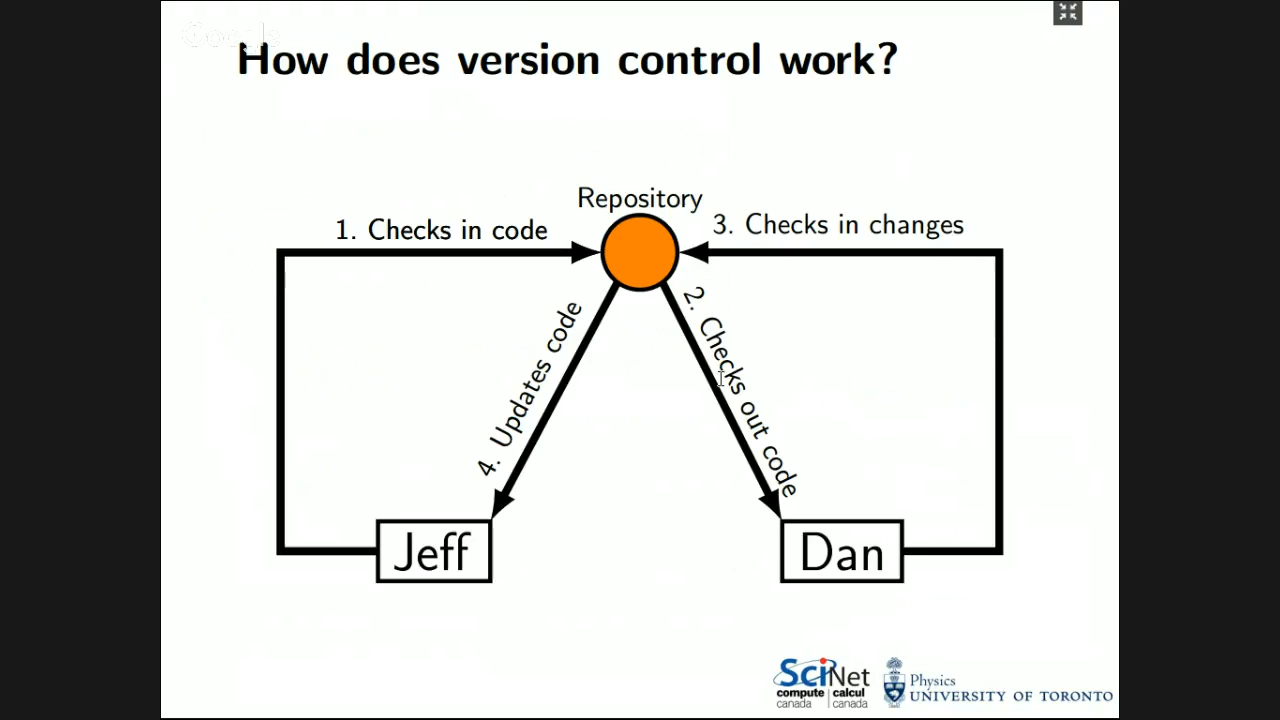 Google
How does version control work?
Repository
1. Checks in code
3. Checks in changes
2. Checks out code
4. Updates code
Jeff
Dan
SciNet
compute | calcul
canada | canada
Physics
UNIVERSITY OF TORONTO